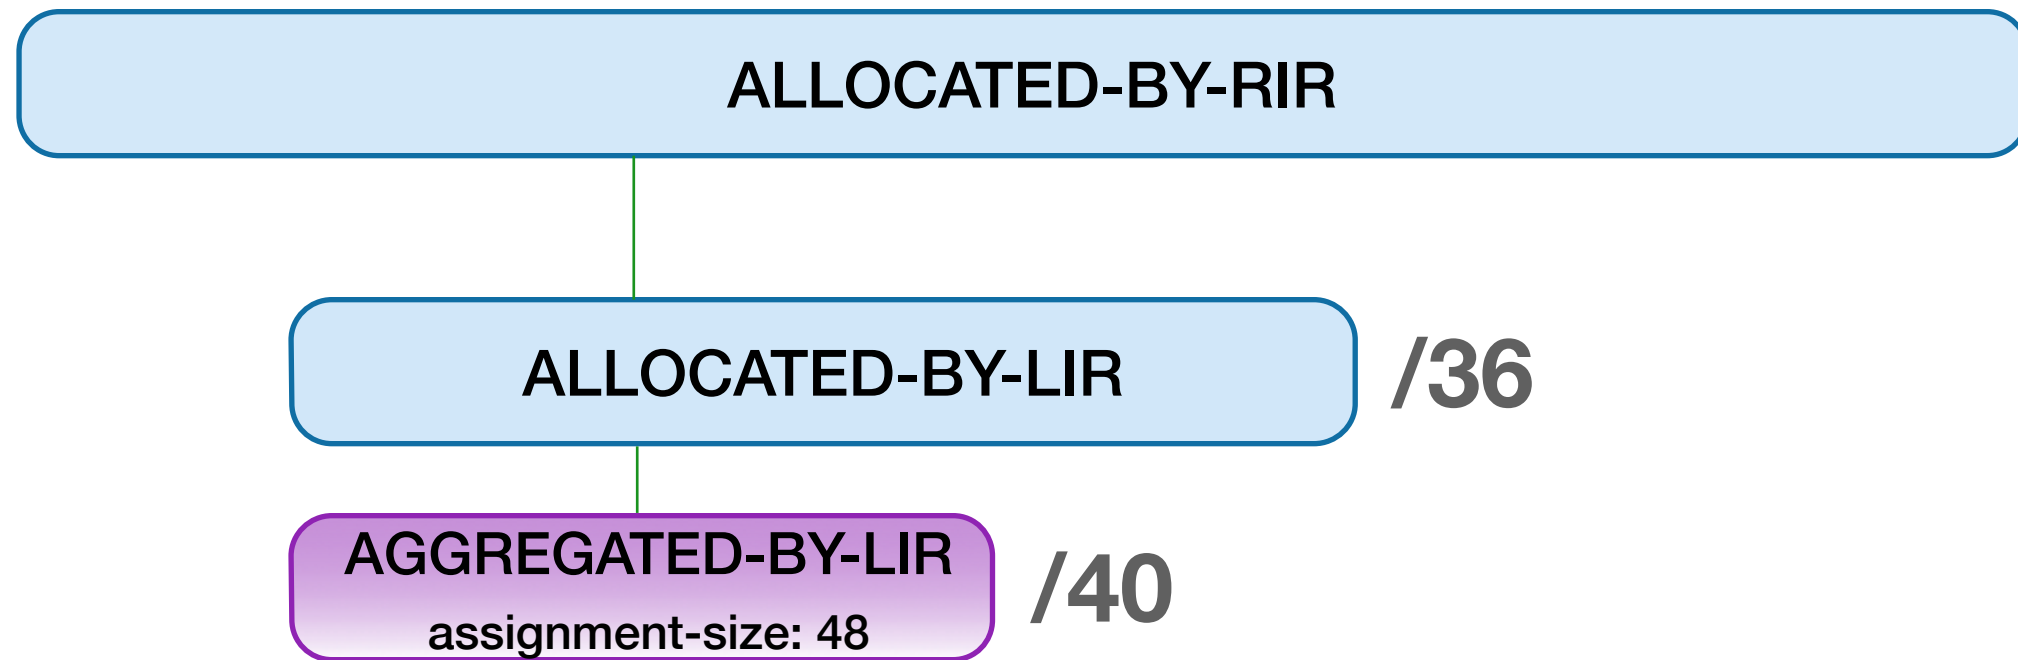 ALLOCATED-BY-RIR
ALLOCATED-BY-LIR
/36
AGGREGATED-BY-LIR
assignment-size: 48
/40